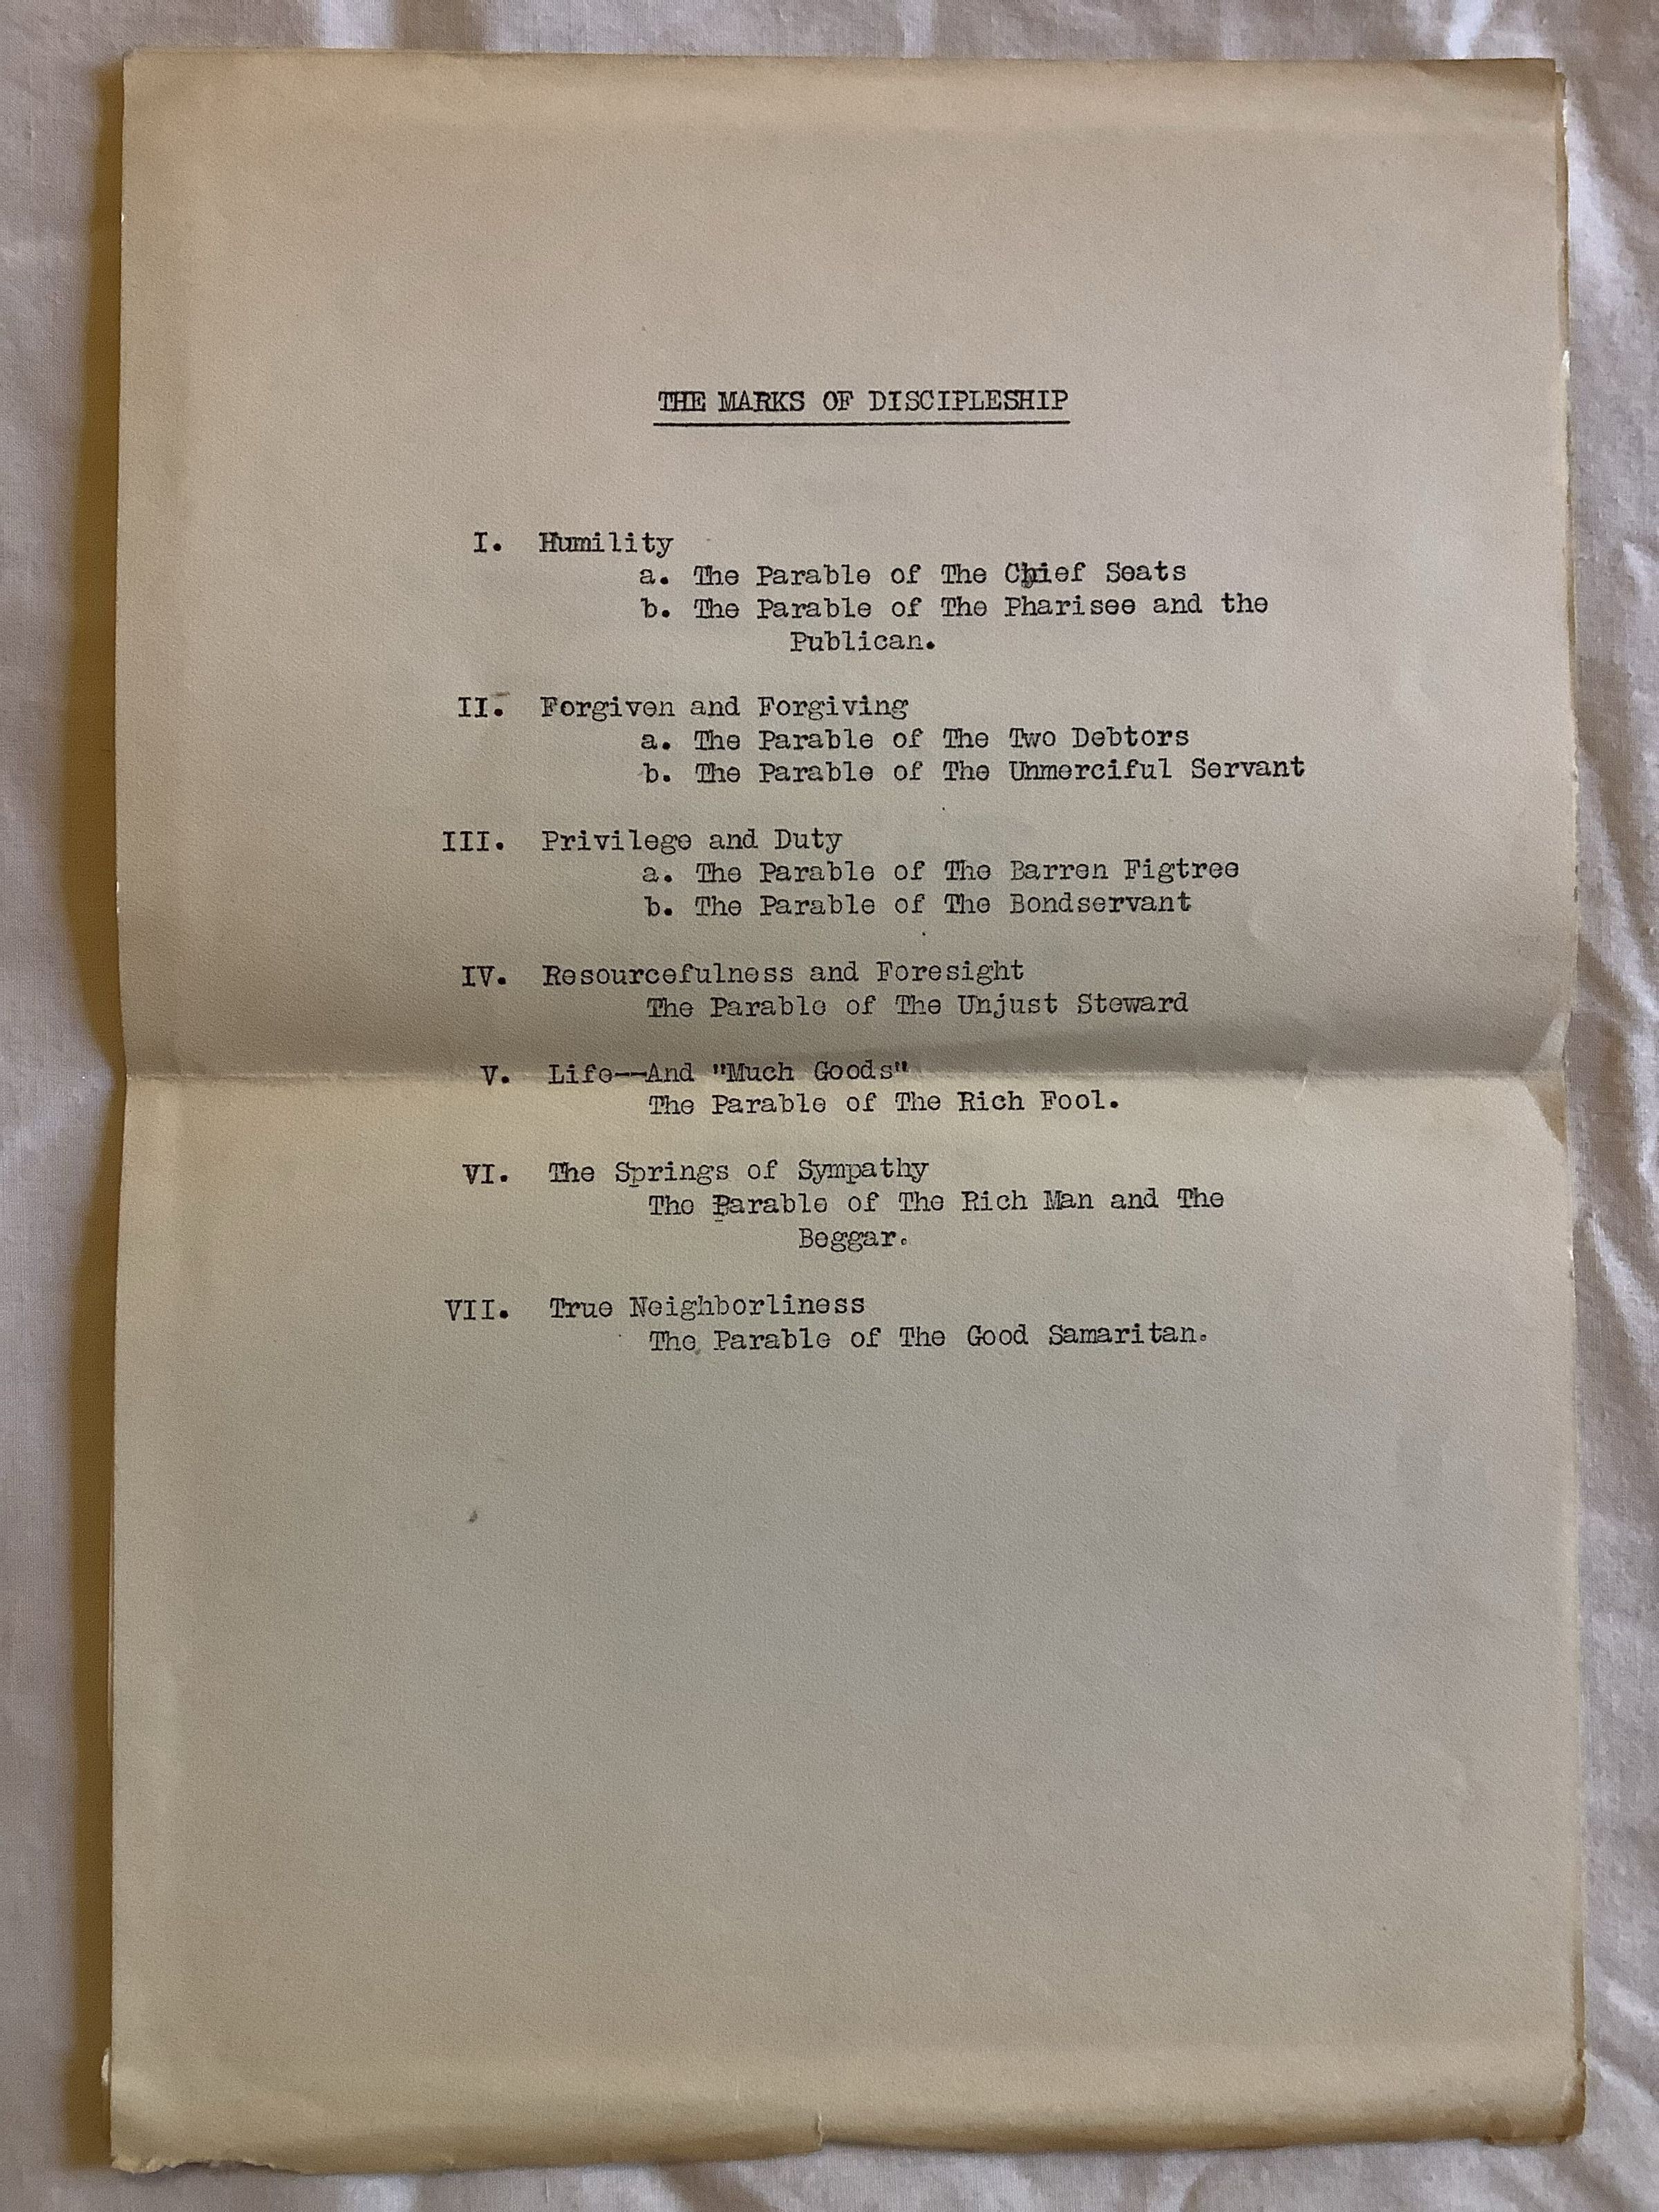 THE MARKS OF DISCIPLESHIP
I. Humility
a. The Parable of The Chief Seats
b. The Parable of The Pharisee and the
Publican.
II. Forgiven and Forgiving
a. The Parable of The Two Debtors
b. The Parable of The Unmerciful Servant
III. Privilege and Duty
a. The Parable of The Barren Figtree
b. The Parable of The Bondservant
IV. Resourcefulness and Foresight
The Parable of The Unjust Steward
V. Life--And "Much Goods"
The Parable of The Rich Fool.
VI. The Springs of Sympathy
The Parable of The Rich Man and The
Beggar.
VII. True Neighborliness
The Parable of The Good Samaritan.